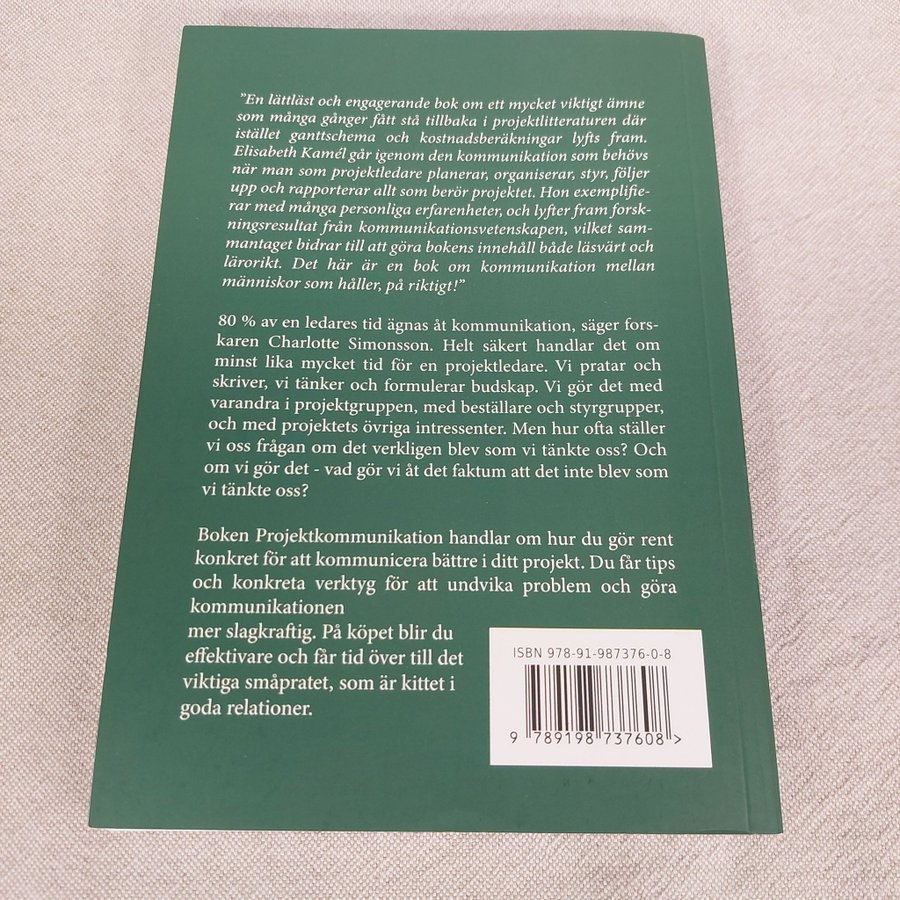 ”En lättläst och engagerande bok om ett mycket viktigt ämne
som många gånger fått stå tillbaka i projektlitteraturen där
istället ganttschema och kostnadsberäkningar lyfts fram.
Elisabeth Kamél går igenom den kommunikation som behövs
när man som projektledare planerar, organiserar, styr, följer
upp och rapporterar allt som berör projektet. Hon exemplifie-
rar med många personliga erfarenheter, och lyfter fram forsk-
ningsresultat från kommunikationsvetenskapen, vilket sam-
mantaget bidrar till att göra bokens innehåll både läsvärt och
lärorikt. Det här är en bok om kommunikation mellan
människor som håller, på riktigt!”
80 % av en ledares tid ägnas åt kommunikation, säger fors-
karen Charlotte Simonsson. Helt säkert handlar det om
minst lika mycket tid för en projektledare. Vi pratar och
skriver, vi tänker och formulerar budskap. Vi gör det med
varandra i projektgruppen, med beställare och styrgrupper,
och med projektets övriga intressenter. Men hur ofta ställer
vi oss frågan om det verkligen blev som vi tänkte oss? Och
om vi gör det - vad gör vi åt det faktum att det inte blev som
vi tänkte oss?
Boken Projektkommunikation handlar om hur du gör rent
konkret för att kommunicera bättre i ditt projekt. Du får tips
och konkreta verktyg för att undvika problem och göra
kommunikationen
mer slagkraftig. På köpet blir du
effektivare och får tid över till det
viktiga småpratet, som är kittet i
goda relationer.
ISBN 978-91-987376-0-8
9 789198 737608 >